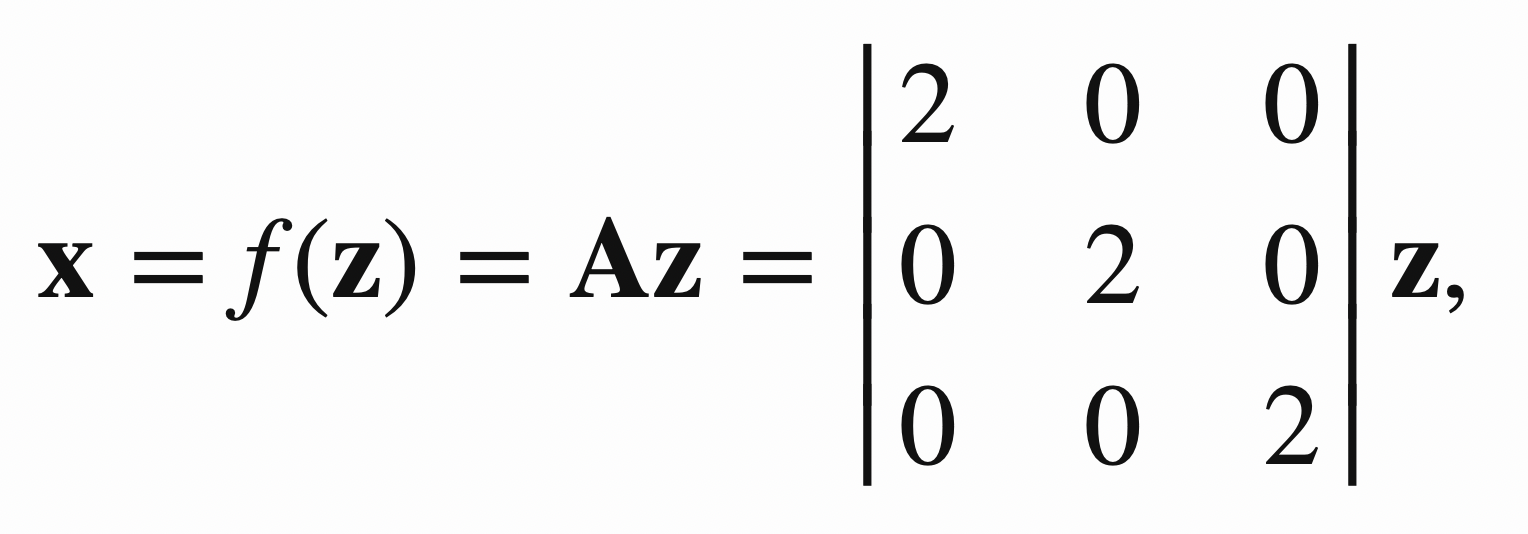 2 0 0
x = f(z) = Az = | 0 2 0 | z,
0 0 2